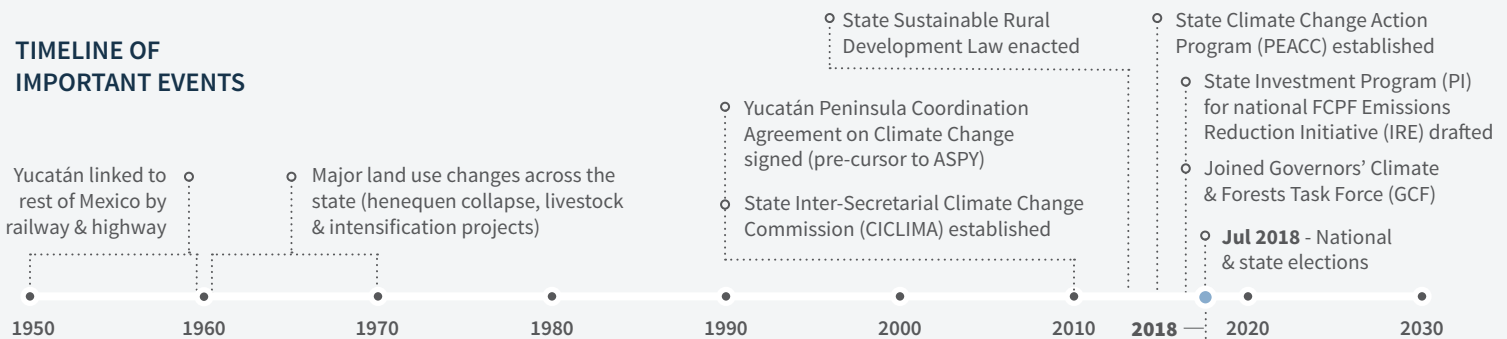 TIMELINE OF
IMPORTANT EVENTS
Yucatán linked to
rest of Mexico by
railway & highway
Major land use changes across the
state (henequen collapse, livestock
& intensification projects)
Yucatán Peninsula Coordination
Agreement on Climate Change
signed (pre-cursor to ASPY)
State Inter-Secretarial Climate Change
Commission (CICLIMA) established
State Sustainable Rural
Development Law enacted
State Climate Change Action
Program (PEACC) established
State Investment Program (PI)
for national FCPF Emissions
Reduction Initiative (IRE) drafted
Joined Governors’ Climate
& Forests Task Force (GCF)
Jul 2018 - National
& state elections
1950 1960 1970 1980 1990 2000 2010 2018 2020 2030